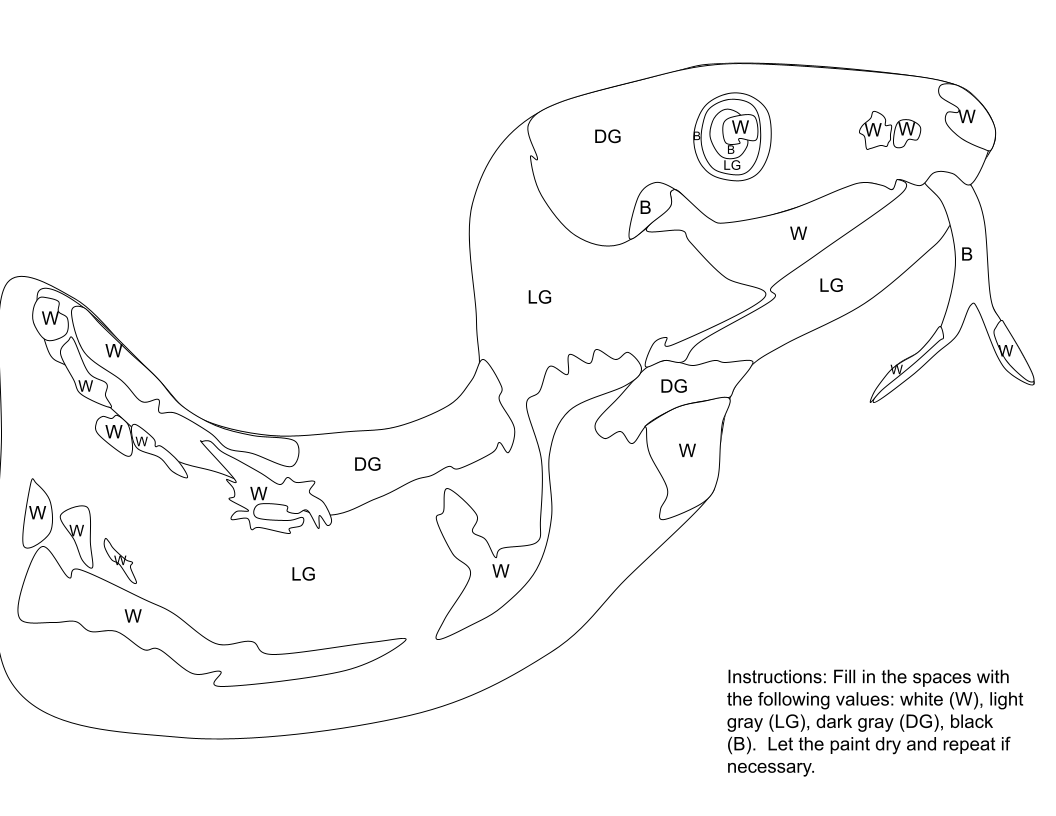 DG
W
W
W
W
B
B
LG
B
W
B
LG
LG
W
W
W
W
DG
W
W
W
W
DG
W
W
W
W
W
LG
W
W
Instructions: Fill in the spaces with
the following values: white (W), light
gray (LG), dark gray (DG), black
(B).  Let the paint dry and repeat if
necessary.